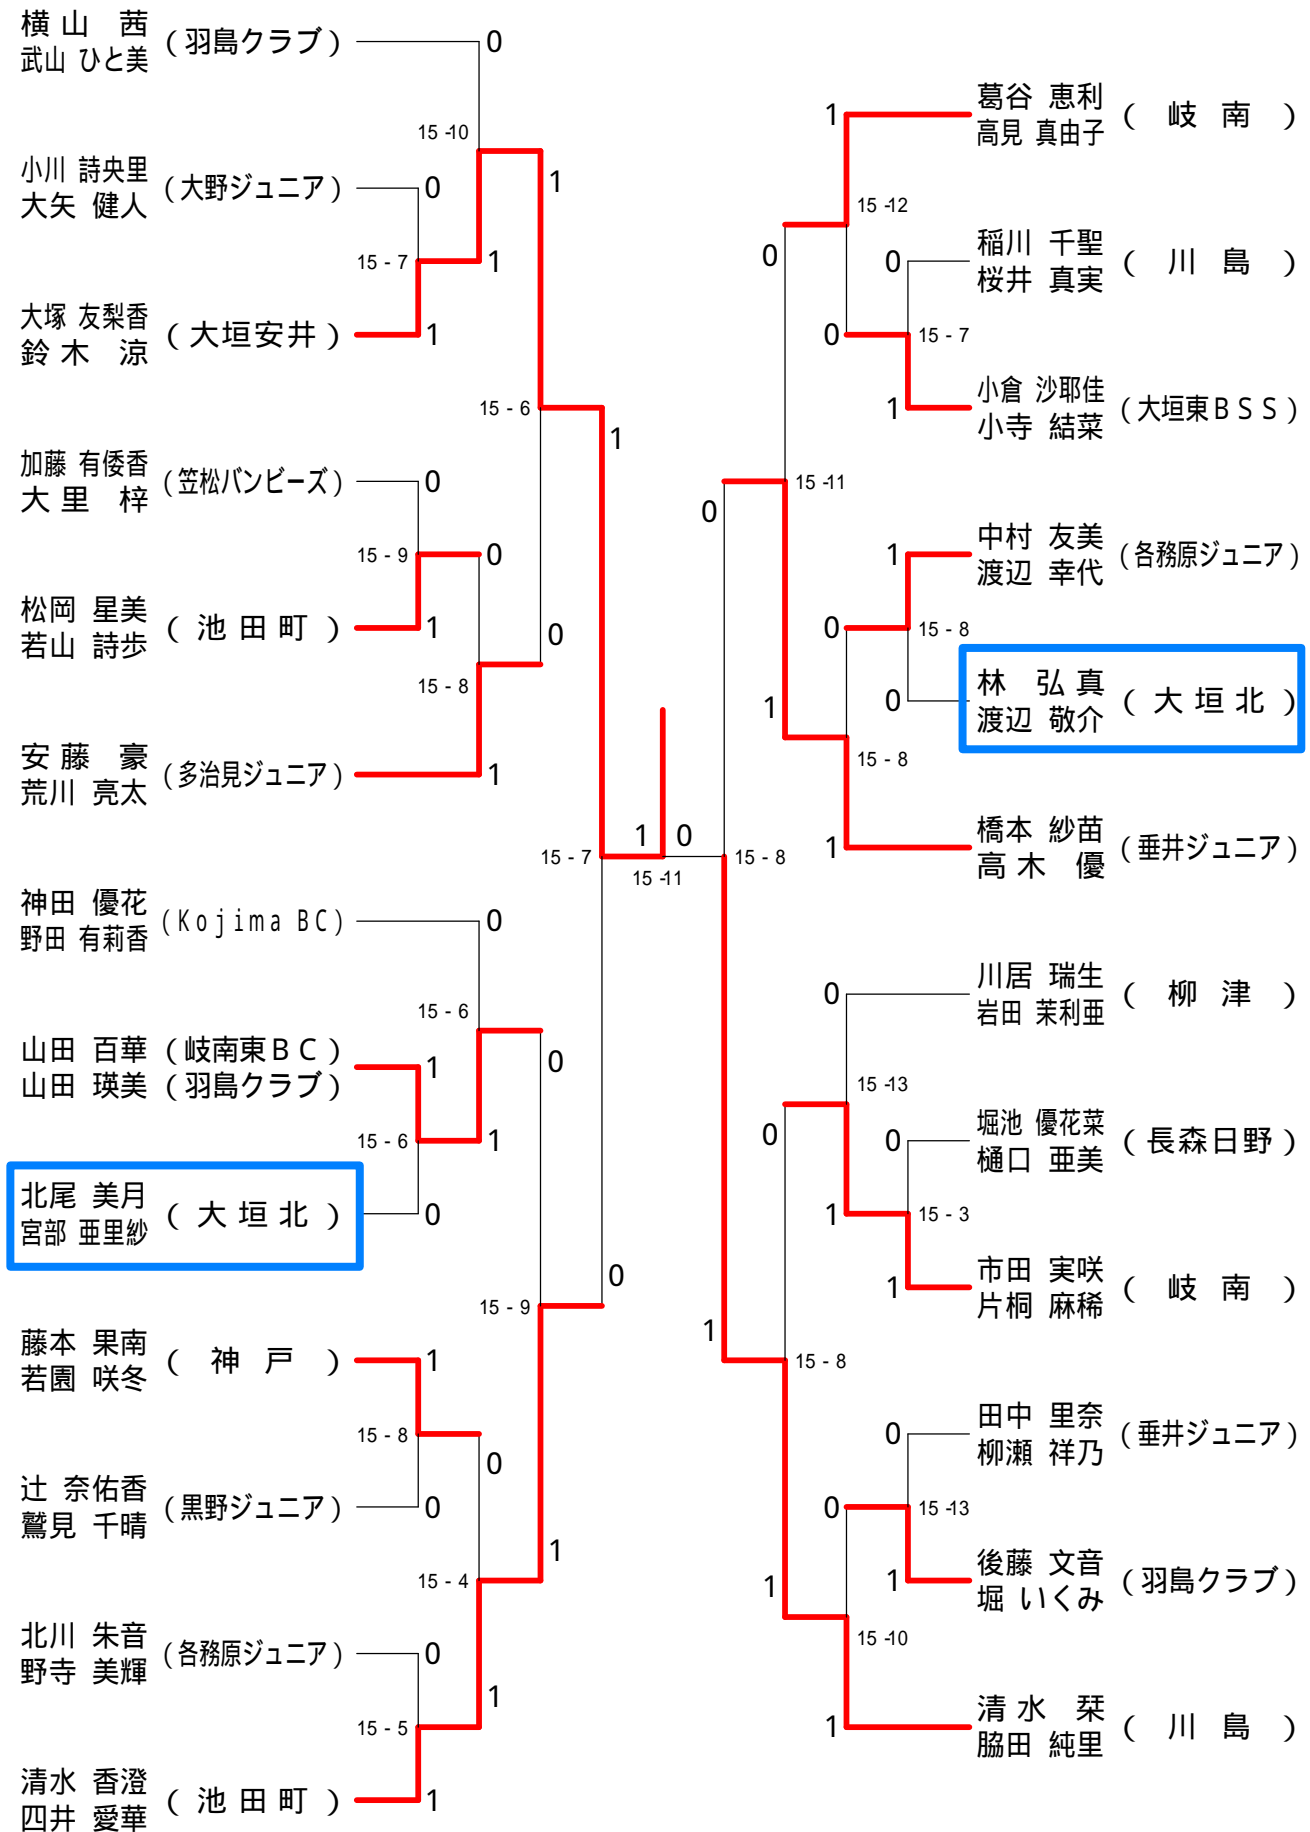 横山 茜
武山 ひと美
(羽島クラブ)
0
15-10
小川 詩央里
大矢 健人
(大野ジュニア)
0
1
15-7
1
大塚 友梨香
鈴木 涼
(大垣安井)
1
15-6
1
加藤 有倭香
大里 梓
(笠松バンビーズ)
0
15-9
0
松岡 星美
若山 詩歩
(池田町)
1
0
15-8
安藤 豪
荒川 亮太
(多治見ジュニア)
1
15-7
1
0
15-11
神田 優花
野田 有莉香
(Kojima BC)
0
15-6
山田 百華 (岐南東BC)
山田 瑛美 (羽島クラブ)
1
0
15-6
1
北尾 美月
宮部 亜里紗
(大垣北)
0
15-9
0
藤本 果南
若園 咲冬
(神戸)
1
15-8
0
辻 奈佑香
鷲見 千晴
(黒野ジュニア)
0
1
15-4
北川 朱音
野寺 美輝
(各務原ジュニア)
0
1
15-5
清水 香澄
四井 愛華
(池田町)
1
1
葛谷 恵利
高見 真由子
(岐南)
15-12
0
0
稲川 千聖
桜井 真実
(川島)
0
15-7
1
小倉 沙耶佳
小寺 結菜
(大垣東BSS)
15-11
0
1
中村 友美
渡辺 幸代
(各務原ジュニア)
0
15-8
1
0
林 弘真
渡辺 敬介
(大垣北)
15-8
1
橋本 紗苗
高木 優
(垂井ジュニア)
15-8
0
川居 瑞生
岩田 茉利亜
(柳津)
15-13
0
0
堀池 優花菜
樋口 亜美
(長森日野)
1
15-3
1
市田 実咲
片桐 麻稀
(岐南)
1
15-8
0
田中 里奈
柳瀬 祥乃
(垂井ジュニア)
0
15-13
1
1
後藤 文音
堀 いくみ
(羽島クラブ)
15-10
1
清水 栞
脇田 純里
(川島)